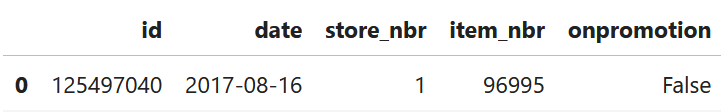 id date store_nbr item_nbr onpromotion
0 125497040 2017-08-16 1 96995 False